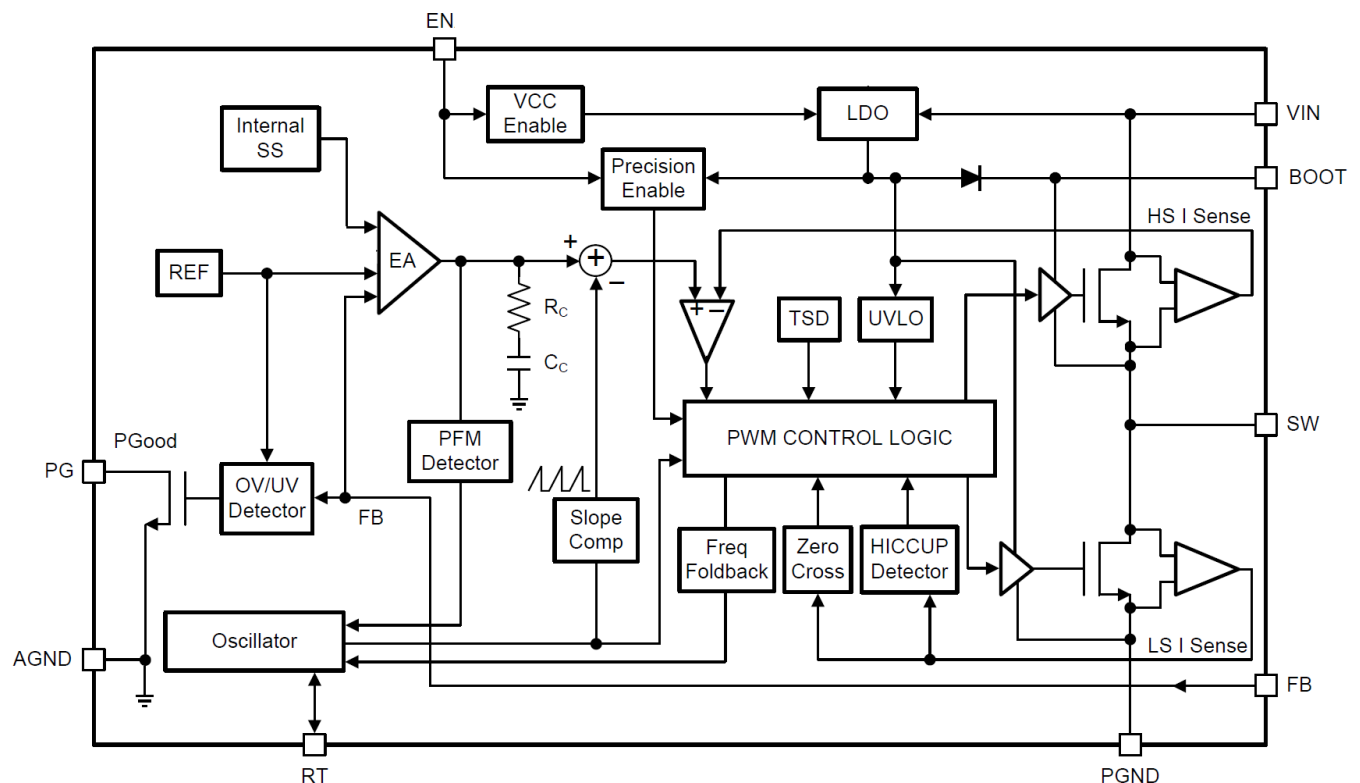 EN
VCC
Enable
LDO
VIN
Internal
SS
Precision
Enable
BOOT
HS I Sense
EA
REF
+
+
−
+ −
RC
CC
TSD
UVLO
PWM CONTROL LOGIC
SW
PGood
PG
PFM
Detector
OV/UV
Detector
FB
Slope
Comp
Freq
Foldback
Zero
Cross
HICCUP
Detector
Oscillator
LS I Sense
AGND
FB
RT
PGND